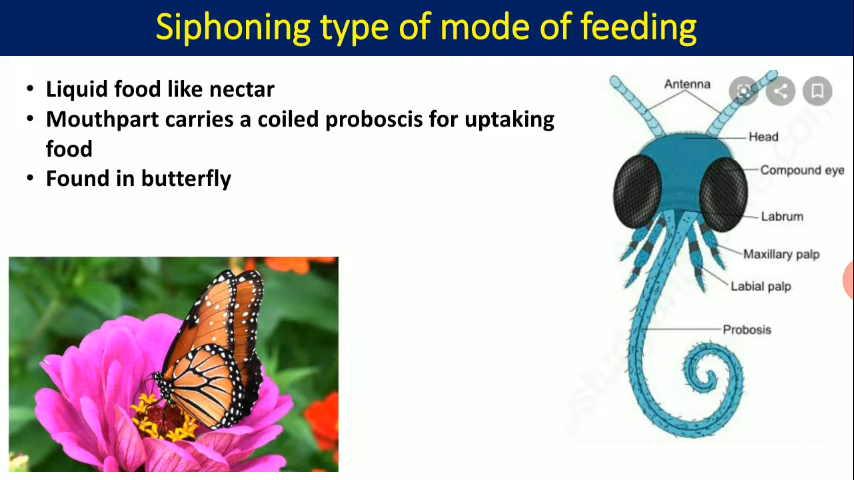 Siphoning type of mode of feeding
• Liquid food like nectar
• Mouthpart carries a coiled proboscis for uptaking
food
• Found in butterfly
Antenna
Head
Compound eye
Labrum
Maxillary palp
Labial palp
Probosis